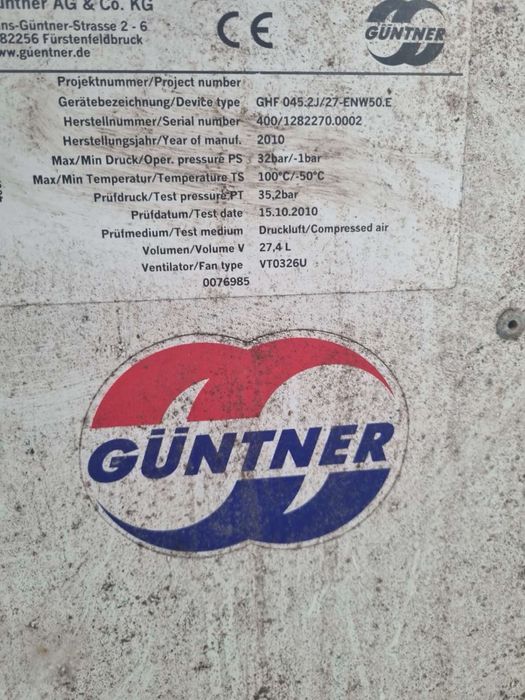 AG & Co. KG
ns-Güntner-Strasse 2 - 6
82256 Fürstenfeldbruck
ww.güentner.de
CE
GÜNTNER
Projektnummer/Project number
Gerätebezeichnung/Device type GHF 045.2J/27-ENW50.E
Herstellnummer/Serial number 400/1282270.0002
Herstellungsjahr/Year of manuf. 2010
Max/Min Druck/Oper. pressure PS 32bar/-1bar
Max/Min Temperatur/Temperature TS 100°C/-50°C
Prüfdruck/Test pressure PT 35,2bar
Prüfdatum/Test date 15.10.2010
Prüfmedium/Test medium Druckluft/Compressed air
Volumen/Volume V 27,4 L
Ventilator/Fan type VT0326U
0076985
GÜNTNER